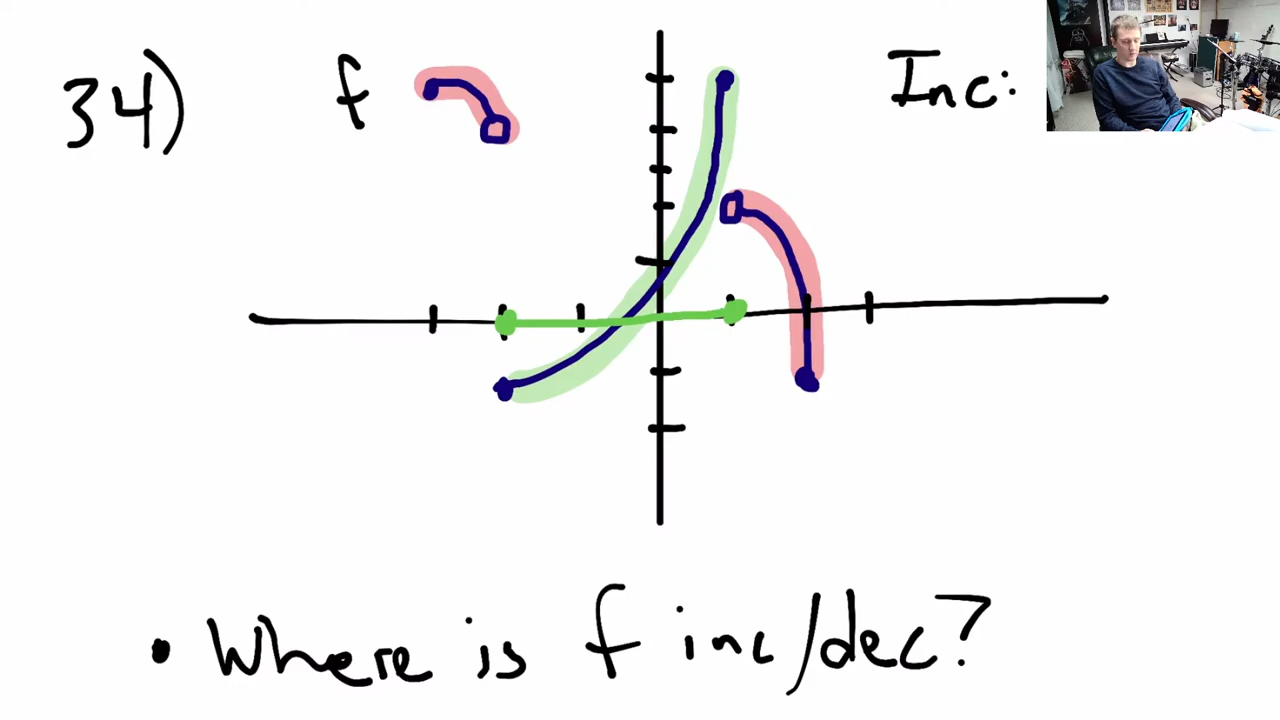 34) f Inc:
• Where is f inc/dec?